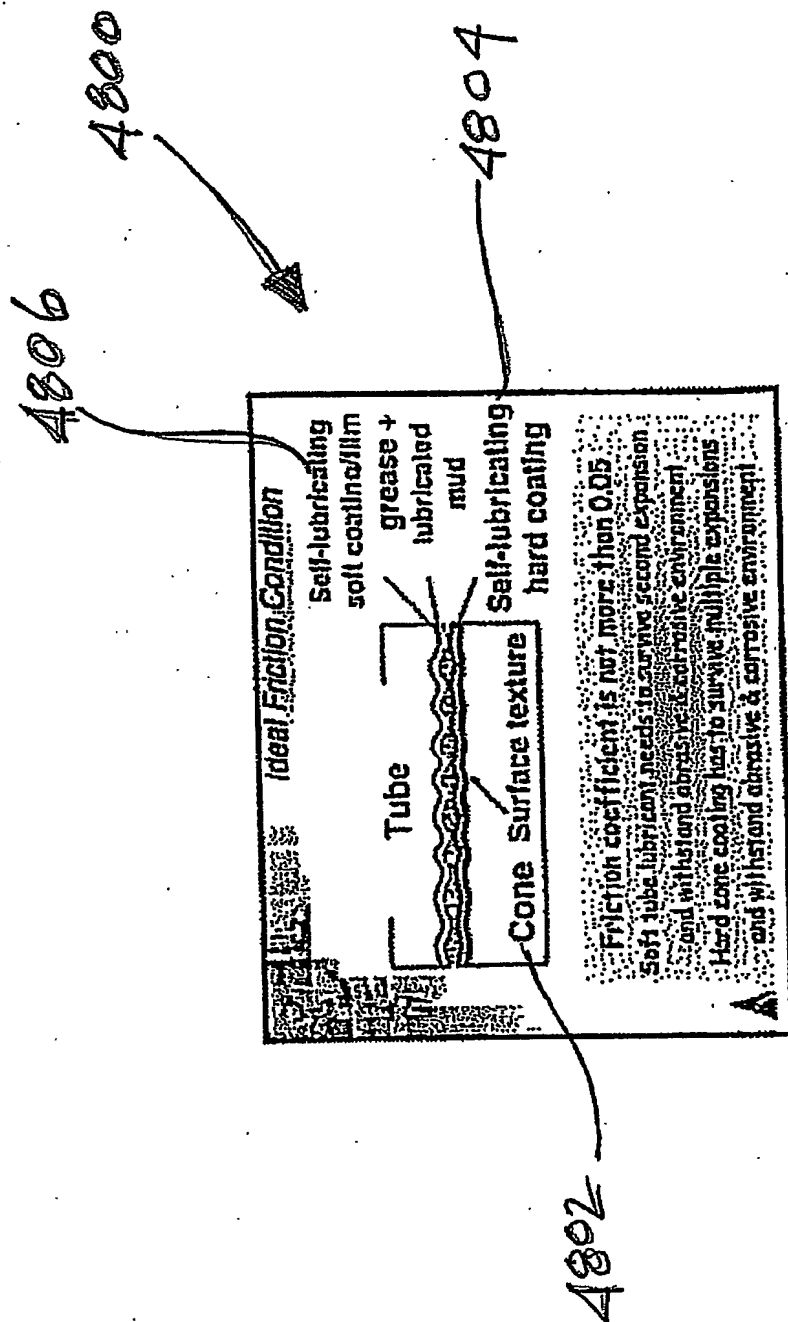 4800
4806
4804
Ideal Friction Condition
Self-lubricating
soft coating/film
Tube
grease +
lubricated
mud
Self-lubricating
hard coating
Cone Surface texture
4802
Friction coefficient is not more than 0.05
Soft tube lubricant needs to survive second expansion
and withstand abrasive & corrosive environment
Hard cone coating has to survive multiple expansions
and withstand abrasive & corrosive environment